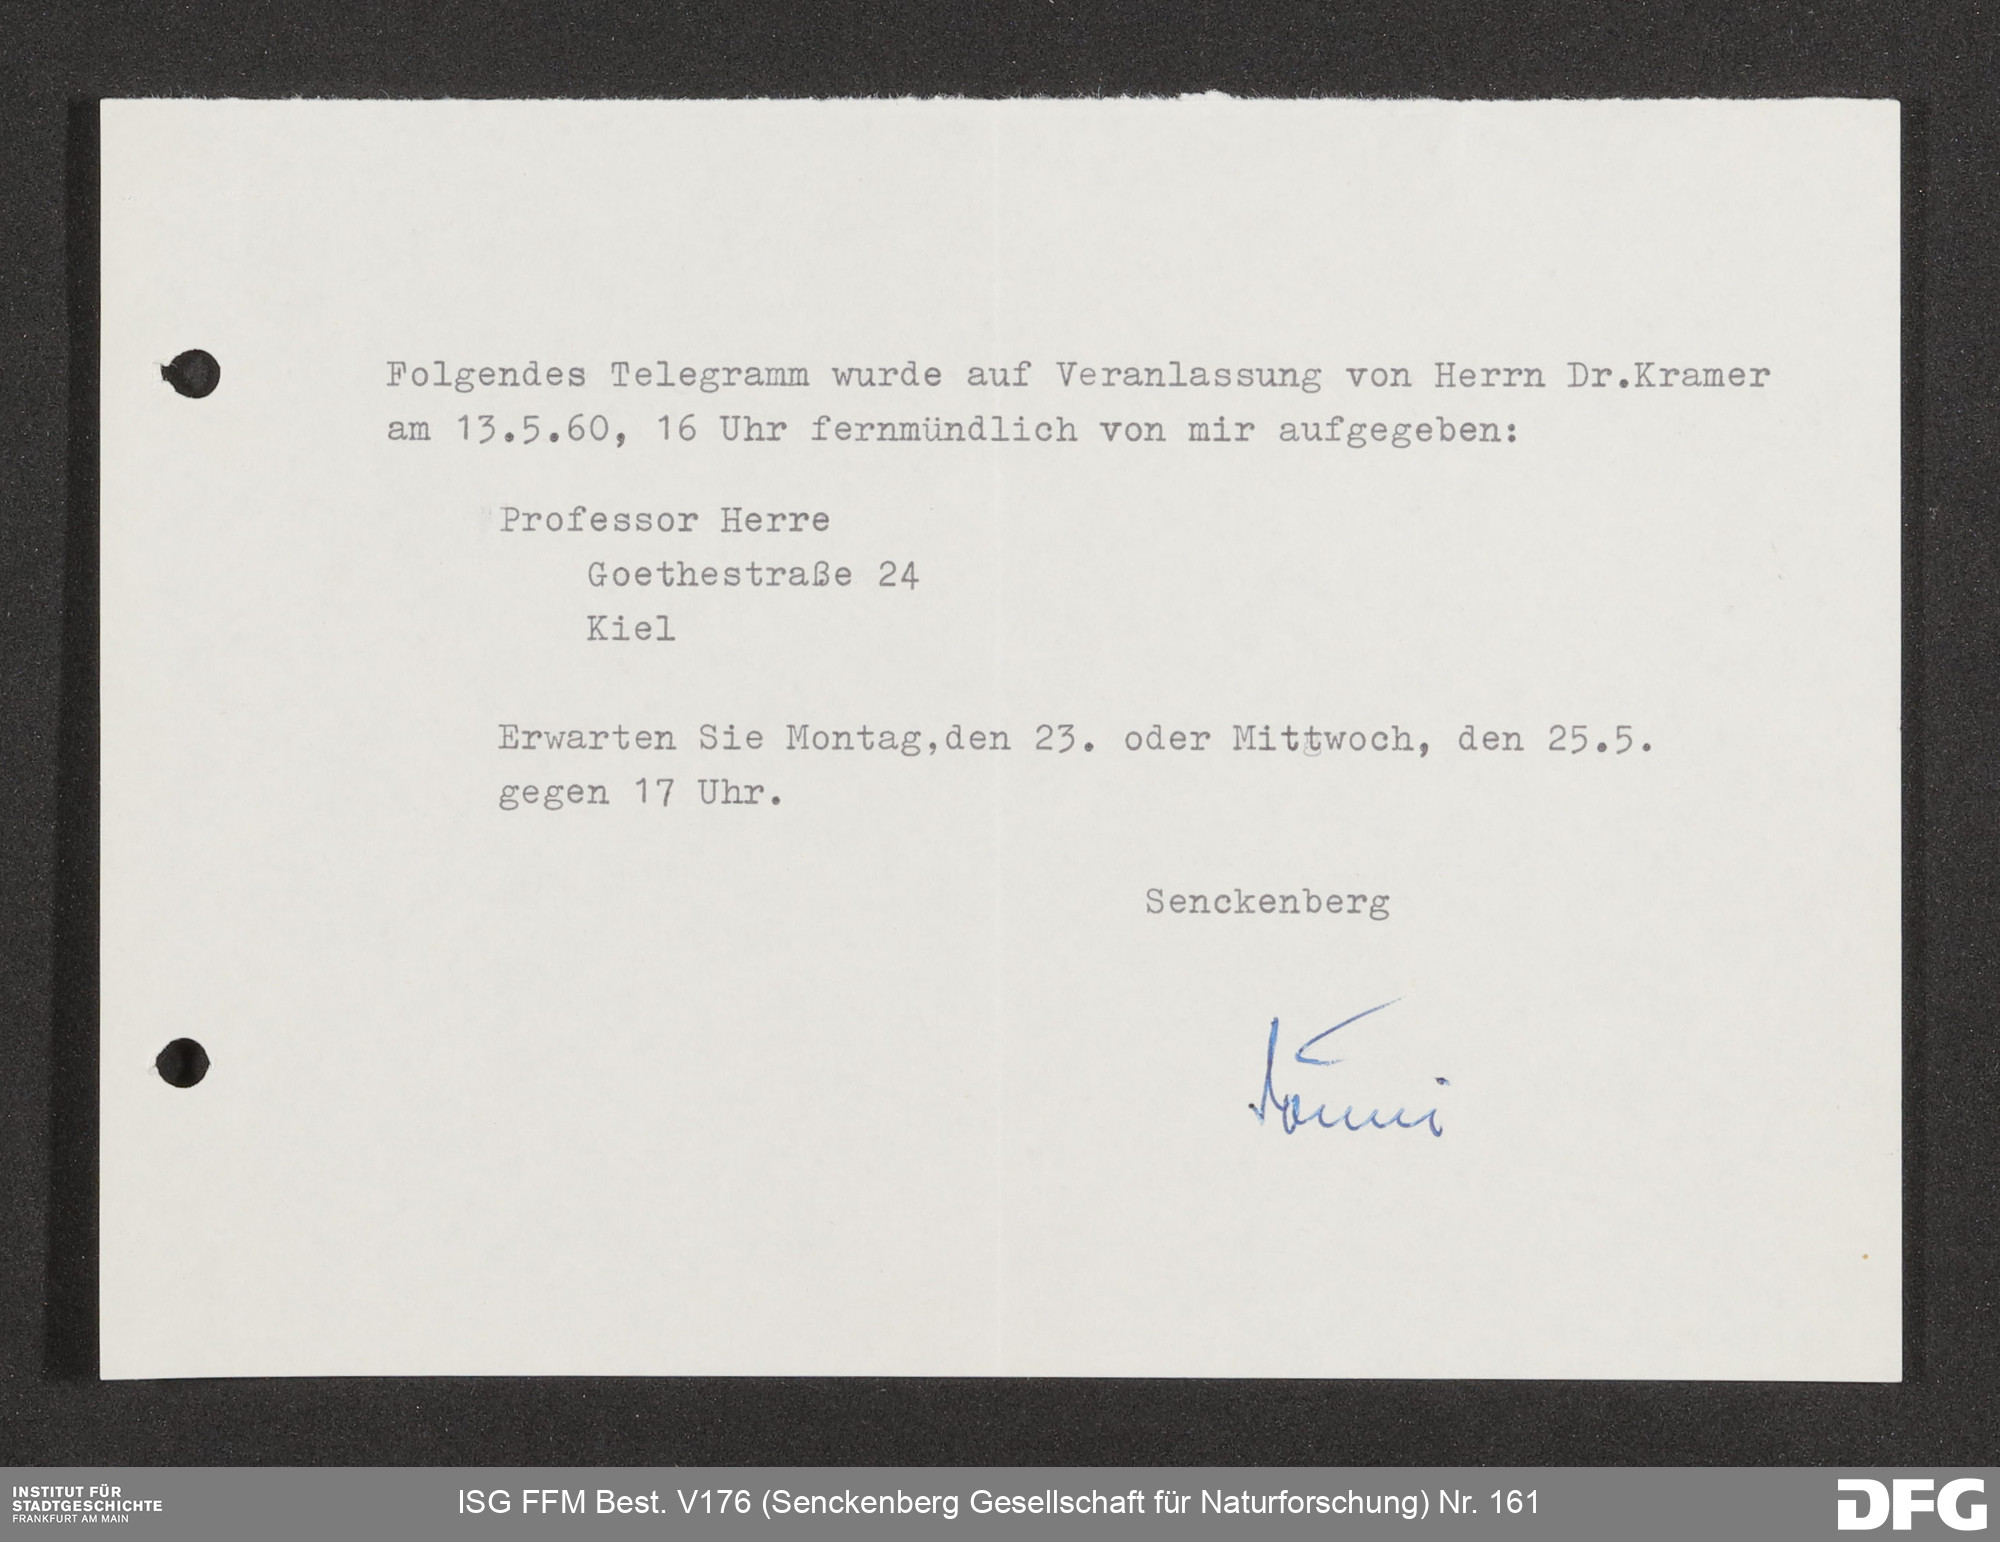 Folgendes Telegramm wurde auf Veranlassung von Herrn Dr.Kramer
am 13.5.60, 16 Uhr fernmündlich von mir aufgegeben:
Professor Herre
Goethestraße 24
Kiel
Erwarten Sie Montag,den 23. oder Mittwoch, den 25.5.
gegen 17 Uhr.
Senckenberg
INSTITUT FÜR
STADTGESCHICHTE
FRANKFURT AM MAIN
ISG FFM Best. V176 (Senckenberg Gesellschaft für Naturforschung) Nr. 161
DFG